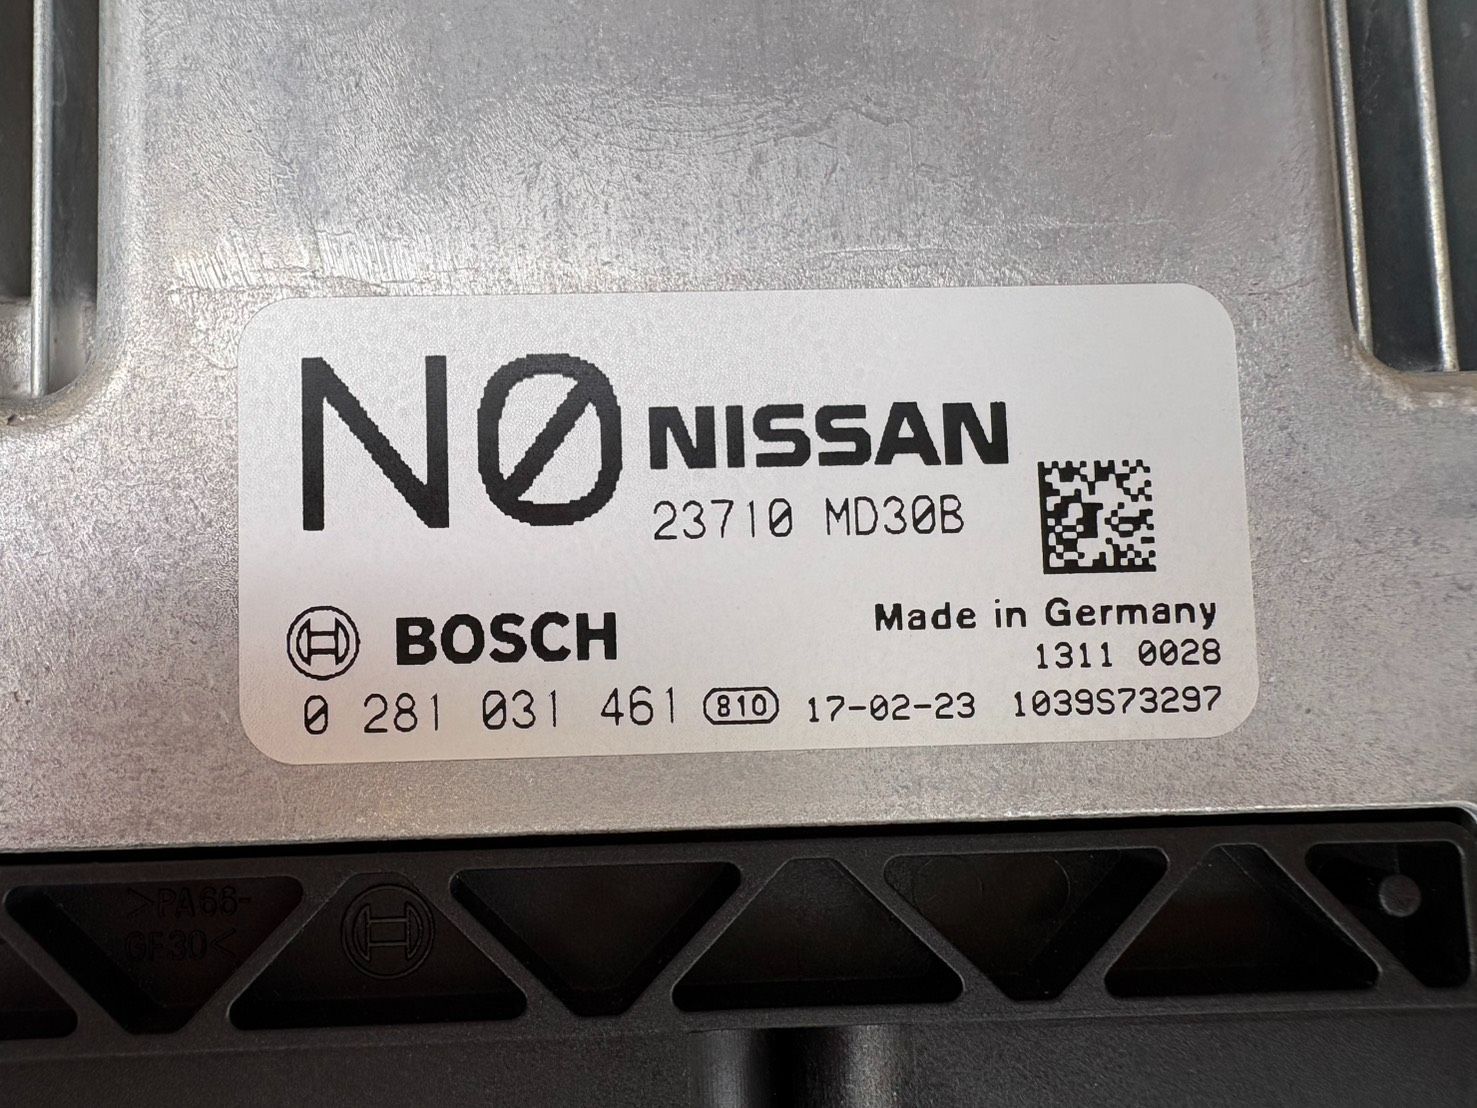 N0 NISSAN
23710 MD30B
BOSCH
Made in Germany
1311 0028
0 281 031 461 810 17-02-23 1039S73297
>PA66-
GF30<